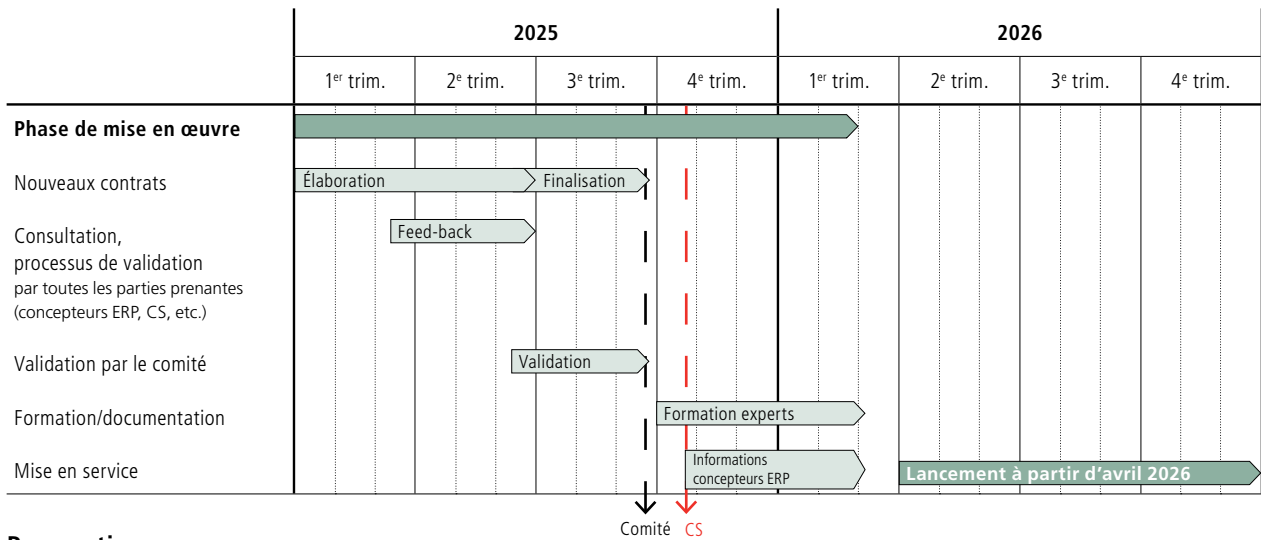 2025 2026
1er trim. 2e trim. 3e trim. 4e trim. 1er trim. 2e trim. 3e trim. 4e trim.
Phase de mise en œuvre
Nouveaux contrats Élaboration Finalisation
Feed-back
Consultation,
processus de validation
par toutes les parties prenantes
(concepteurs ERP, CS, etc.)
Validation par le comité Validation
Formation/documentation Formation experts
Mise en service Informations
concepteurs ERP Lancement à partir d’avril 2026
Comité CS